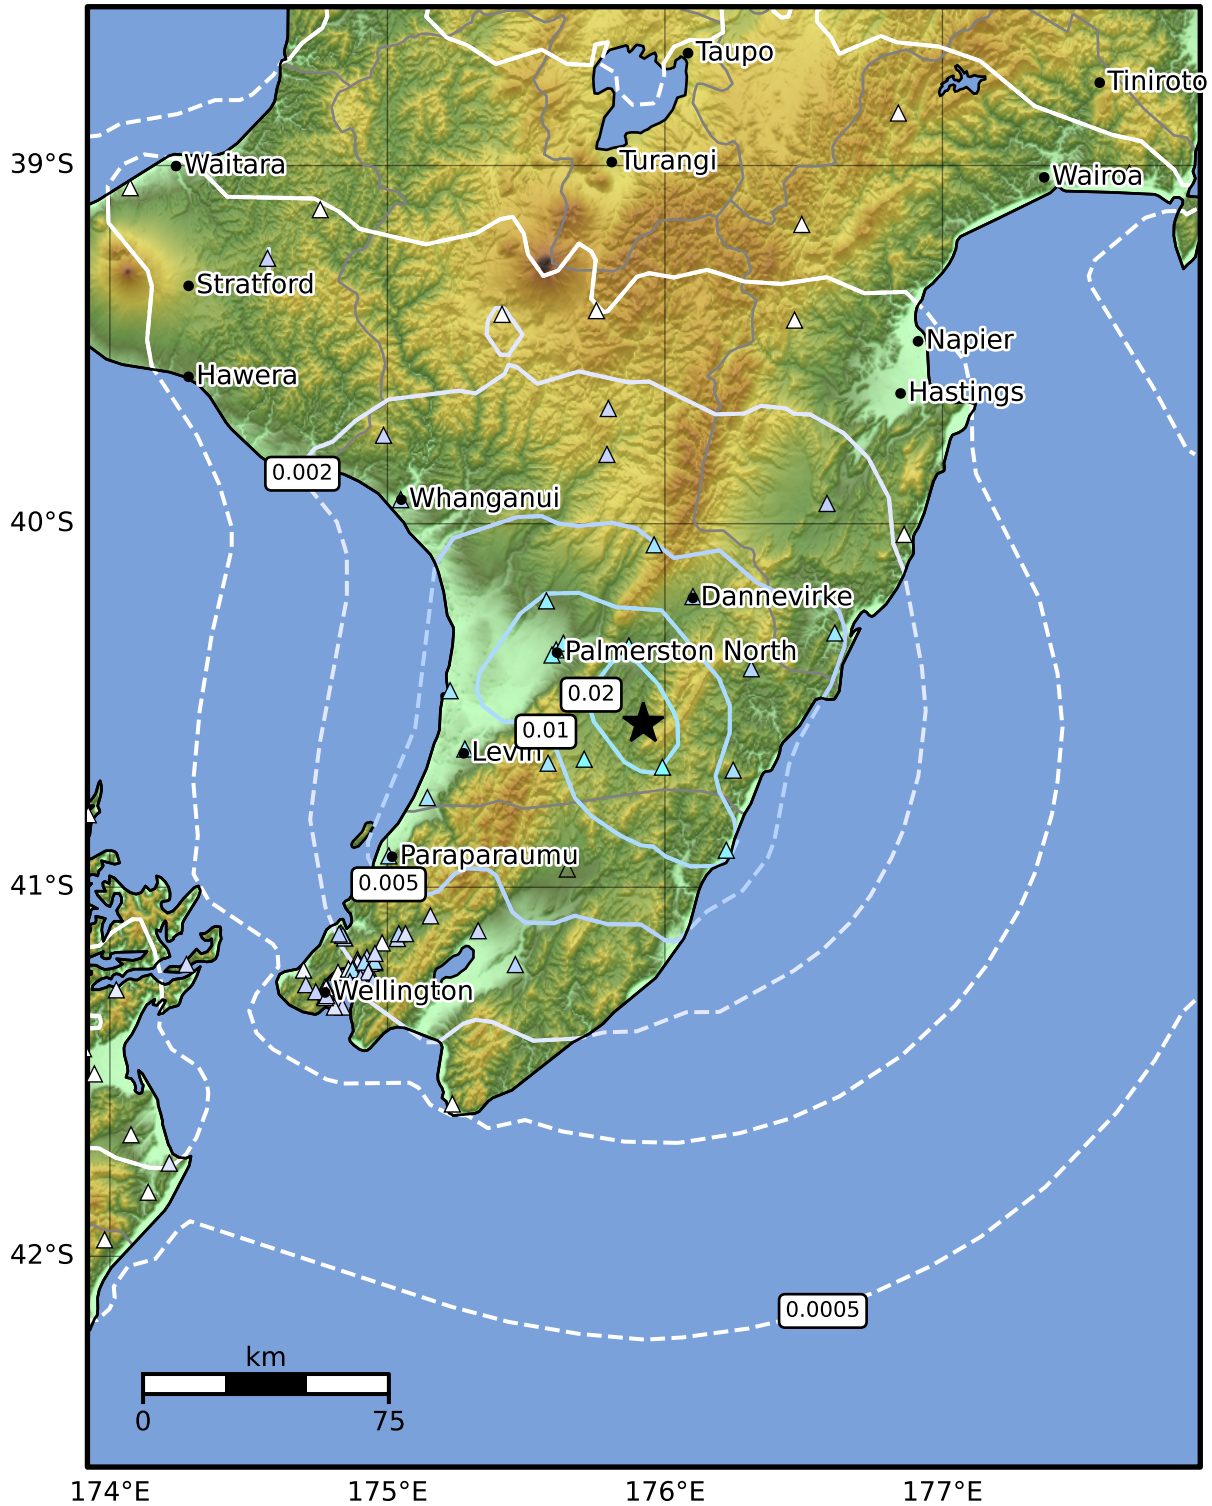 Taupo
Tiniroto
39°S
Waitara
Turangi
Wairoa
Stratford
Napier
Hawera
Hastings
0.002
Whanganui
40°S
Dannevirke
Palmerston North
0.02
0.01
Levin
Paraparaumu
0.005
41°S
Wellington
42°S
0.0005
km
0 75
174°E 175°E 176°E 177°E